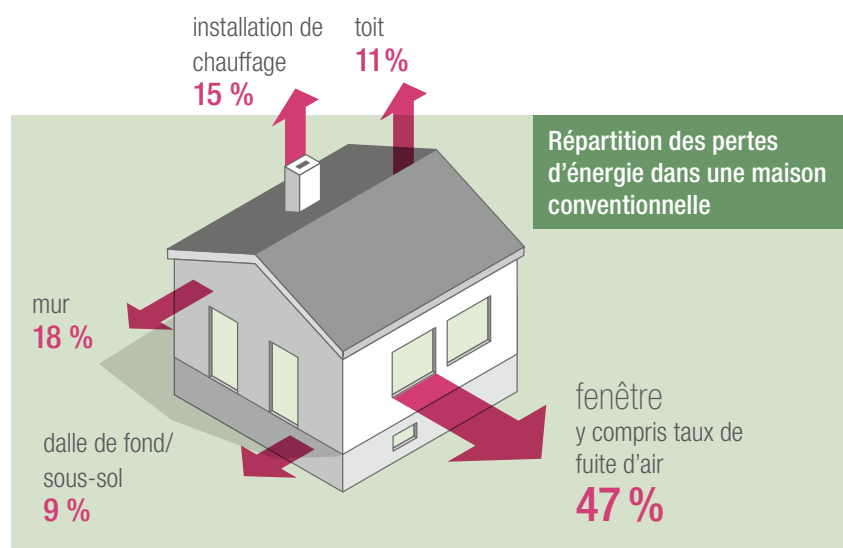 installation de
chauffage
15 %
toit
11 %
Répartition des pertes
d’énergie dans une maison
conventionnelle
mur
18 %
dalle de fond/
sous-sol
9 %
fenêtre
y compris taux de
fuite d’air
47 %